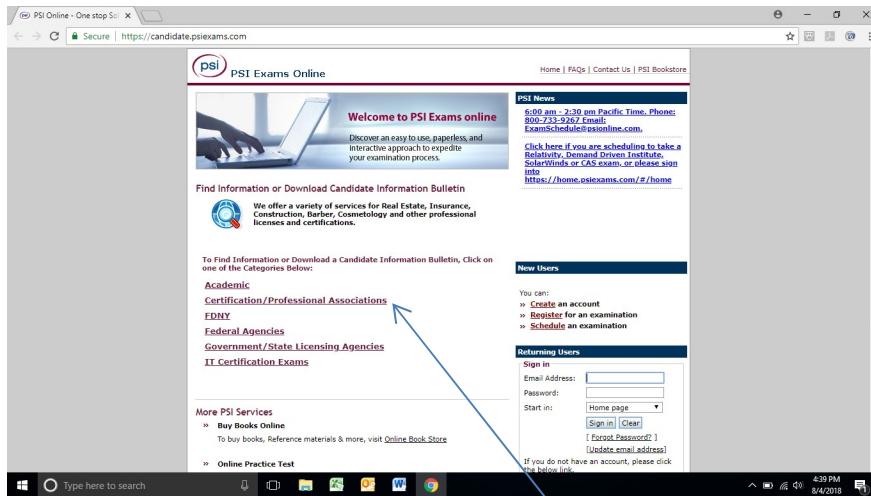 PSI Online - One stop Sol
Secure | https://candidate.psiexams.com
psi
PSI Exams Online
Home | FAQs | Contact Us | PSI Bookstore
Welcome to PSI Exams online
Discover an easy to use, paperless, and
interactive approach to expedite
your examination process.
Find Information or Download Candidate Information Bulletin
We offer a variety of services for Real Estate, Insurance,
Construction, Barber, Cosmetology and other professional
licenses and certifications.
To Find Information or Download a Candidate Information Bulletin, Click on
one of the Categories Below:
Academic
Certification/Professional Associations
FDNY
Federal Agencies
Government/State Licensing Agencies
IT Certification Exams
More PSI Services
» Buy Books Online
To buy books, Reference materials & more, visit Online Book Store
» Online Practice Test
PSI News
6:00 am - 2:30 pm Pacific Time. Phone:
800-733-9267 Email:
ExamSchedule@psionline.com.
Click here if you are scheduling to take a
Relativity, Demand Driven Institute,
SolarWinds or CAS exam, or please sign
into
https://home.psiexams.com/#/home
New Users
You can:
» Create an account
» Register for an examination
» Schedule an examination
Returning Users
Sign in
Email Address:
Password:
Start in: Home page
Sign in Clear
[ Forgot Password? ]
[Update email address]
If you do not have an account, please click
the below link.
Type here to search
4:39 PM
8/4/2018